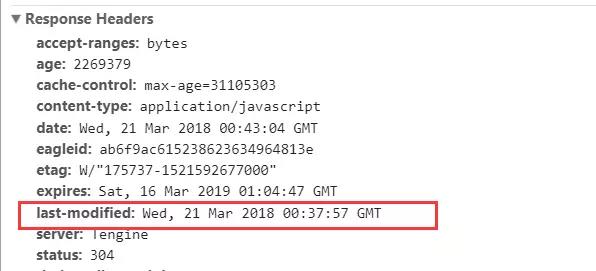 ▼ Response Headers
accept-ranges: bytes
age: 2269379
cache-control: max-age=31105303
content-type: application/javascript
date: Wed, 21 Mar 2018 00:43:04 GMT
eagleid: ab6f9ac615238623634964813e
etag: W/"175737-1521592677000"
expires: Sat, 16 Mar 2019 01:04:47 GMT
last-modified: Wed, 21 Mar 2018 00:37:57 GMT
server: Tengine
status: 304